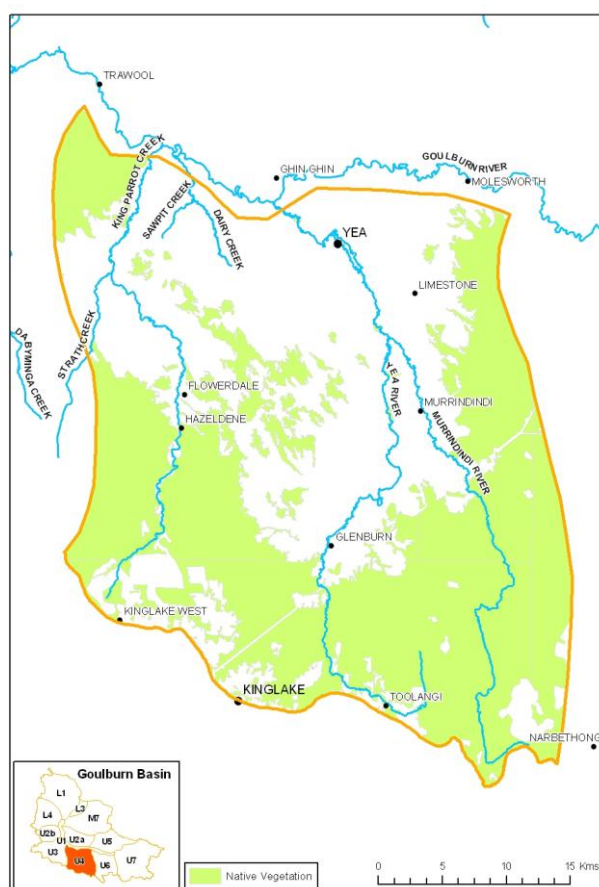 TRAWOOL
KING PARROT CREEK
GHIN GHIN
GOULBURN RIVER
MOLESWORTH
SAWPIT CREEK
DAIRY CREEK
YEA
LIMESTONE
STRATHCREEK
DABYMINGA CREEK
FLOWERDALE
YEA RIVER
MURRINDINDI
HAZELDENE
MURRINDINDI RIVER
GLENBURN
KINGLAKE WEST
KINGLAKE
TOOLANGI
NARBETHONG
Goulburn Basin
L1
L3
L4
M7
U2b
U1
U2a
U5
U3
U4
U6
U7
Native Vegetation
0 5 10 15 Kms